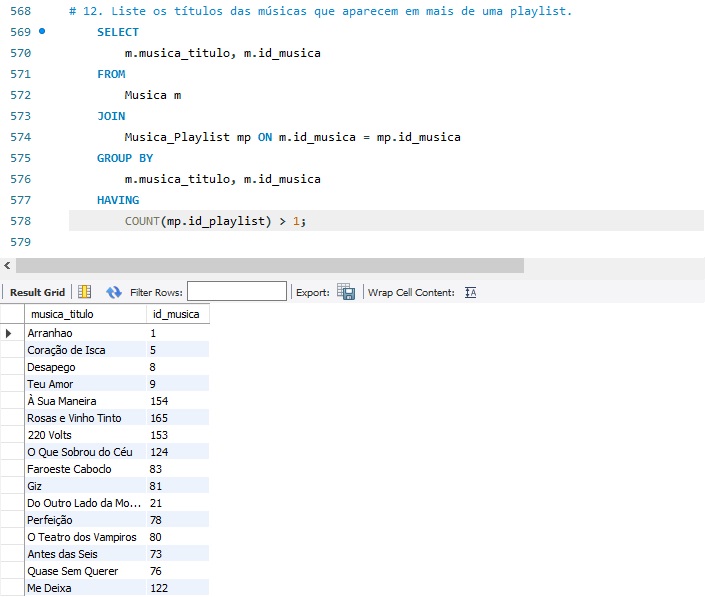 568 # 12. Liste os títulos das músicas que aparecem em mais de uma playlist.
569 SELECT
570 m.musica_titulo, m.id_musica
571 FROM
572 Musica m
573 JOIN
574 Musica_Playlist mp ON m.id_musica = mp.id_musica
575 GROUP BY
576 m.musica_titulo, m.id_musica
577 HAVING
578 COUNT(mp.id_playlist) > 1;
579
Result Grid Filter Rows: Export: Wrap Cell Content: IA
musica_titulo id_musica
Arranhao 1
Coração de Isca 5
Desapego 8
Teu Amor 9
À Sua Maneira 154
Rosas e Vinho Tinto 165
220 Volts 153
O Que Sobrou do Céu 124
Faroeste Caboclo 83
Giz 81
Do Outro Lado da Mo... 21
Perfeição 78
O Teatro dos Vampiros 80
Antes das Seis 73
Quase Sem Querer 76
Me Deixa 122